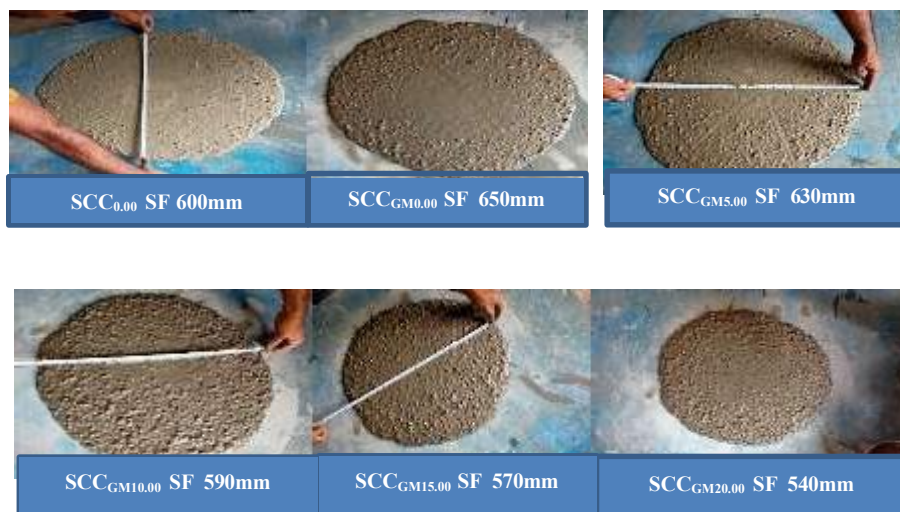 SCC0.00 SF 600mm
SCCGM0.00 SF 650mm
SCCGM5.00 SF 630mm
SCCGM10.00 SF 590mm
SCCGM15.00 SF 570mm
SCCGM20.00 SF 540mm